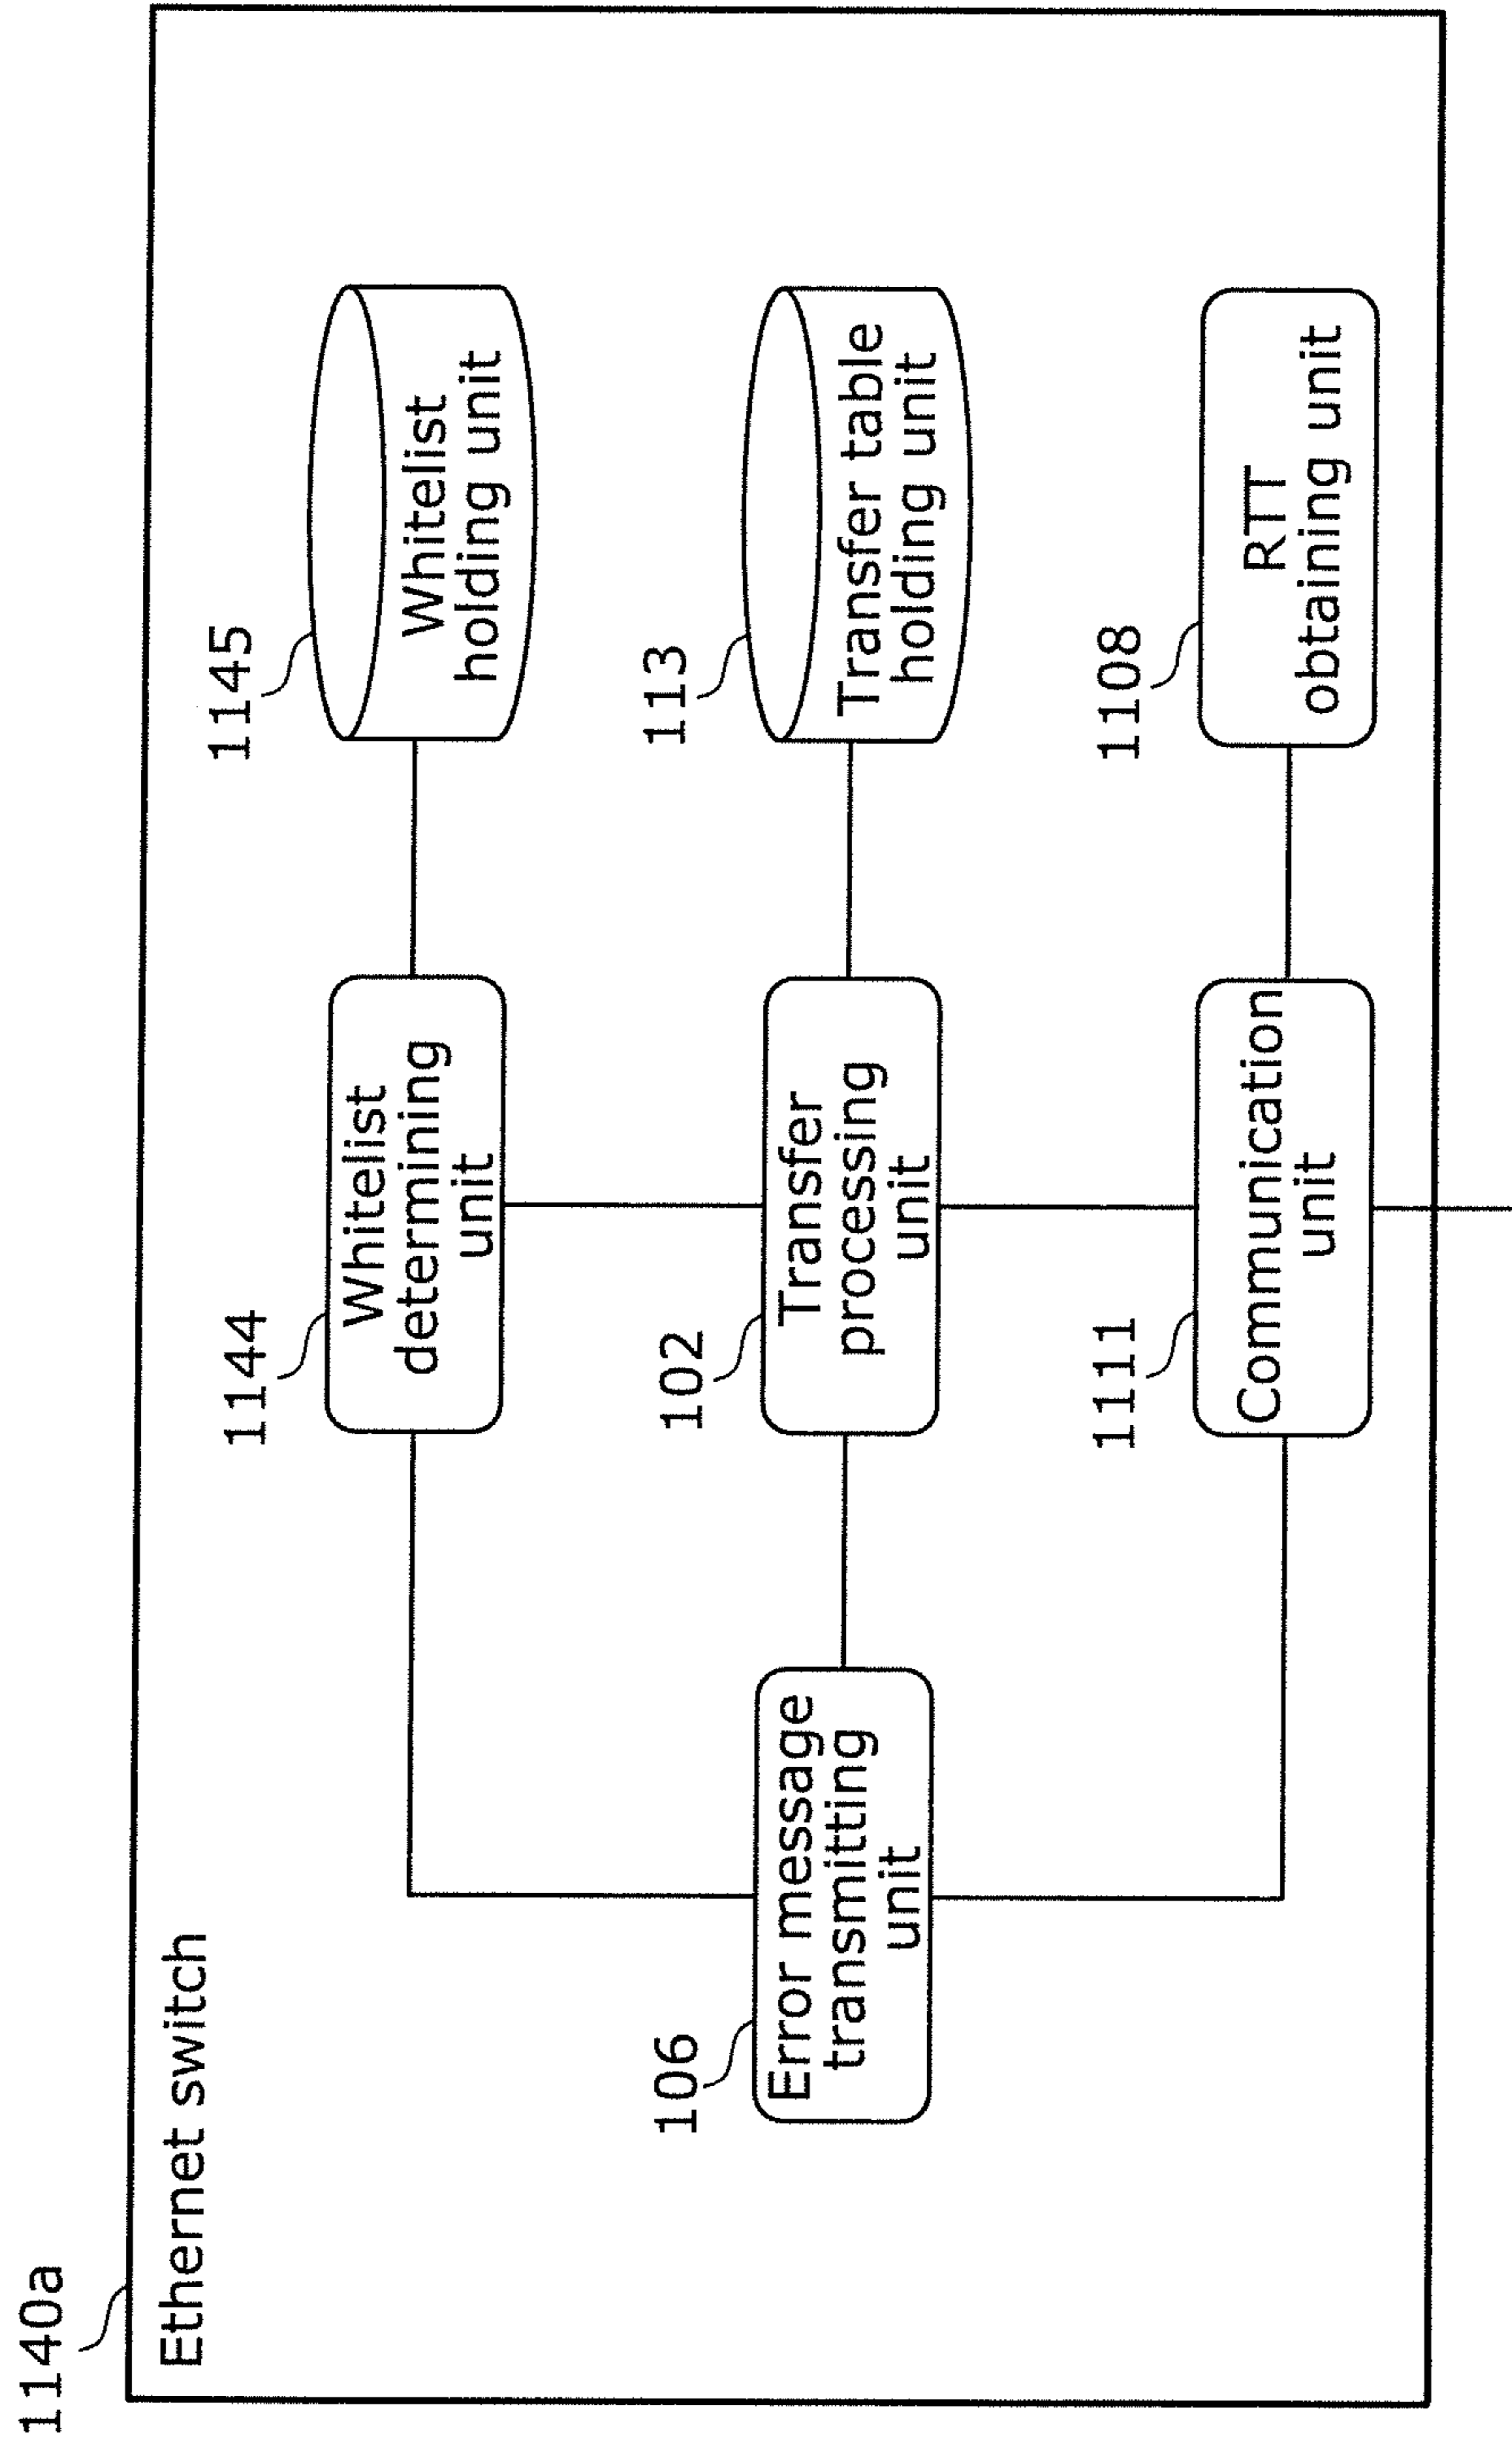 1140a
Ethernet switch
1144
Whitelist
determining
unit
1145
Whitelist
holding unit
106
Error message
transmitting
unit
102
Transfer
processing
unit
113
Transfer table
holding unit
1111
Communication
unit
1108
RTT
obtaining unit